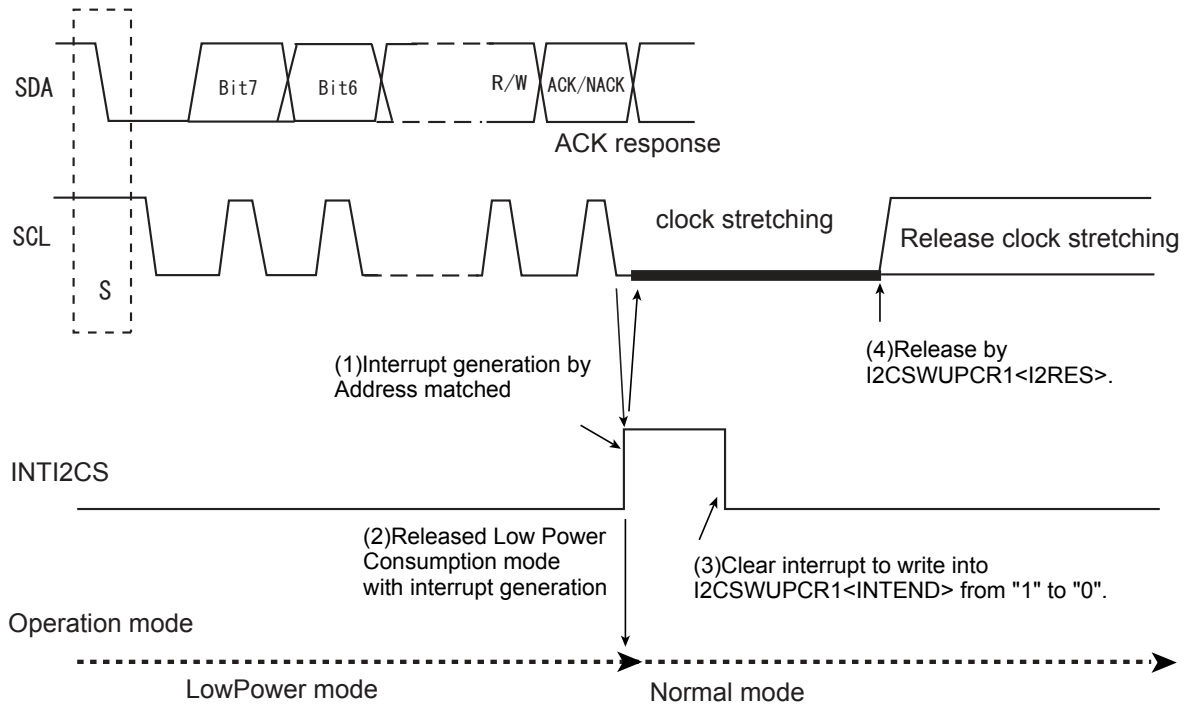 SDA
Bit7
Bit6
R/W
ACK/NACK
ACK response
SCL
clock stretching
Release clock stretching
S
(1)Interrupt generation by
Address matched
(4)Release by
I2CSWUPCR1<I2RES>.
INTI2CS
(2)Released Low Power
Consumption mode
with interrupt generation
(3)Clear interrupt to write into
I2CSWUPCR1<INTEND> from "1" to "0".
Operation mode
LowPower mode
Normal mode